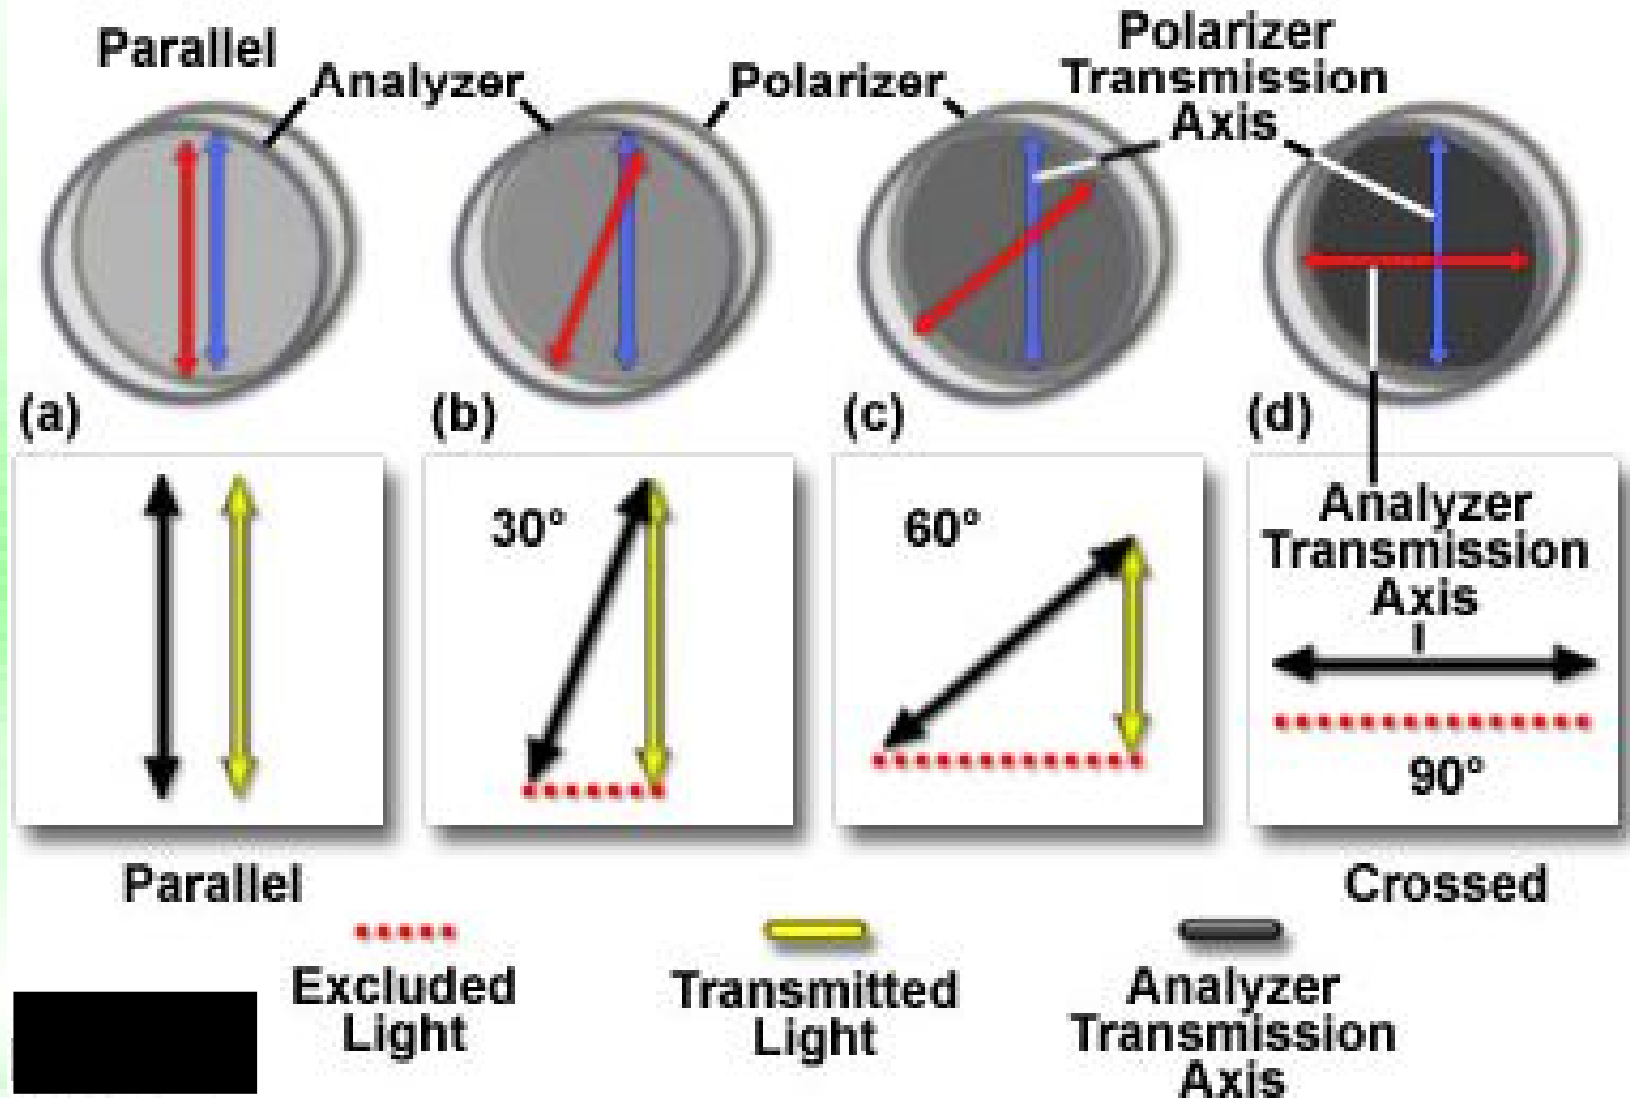 Parallel
Analyzer
Polarizer
Polarizer
Transmission
Axis
(a)
(b)
(c)
(d)
30°
60°
Analyzer
Transmission
Axis
90°
Parallel
Crossed
Excluded
Light
Transmitted
Light
Analyzer
Transmission
Axis